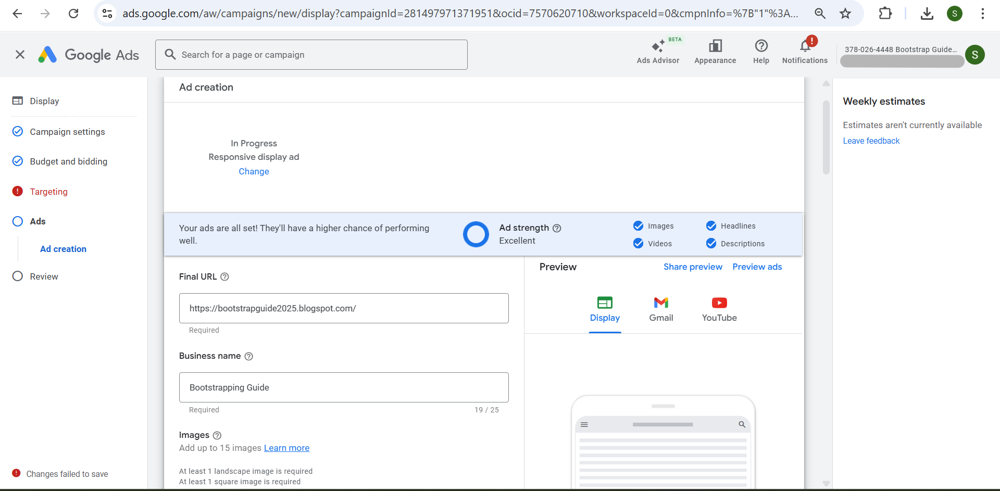 ads.google.com/aw/campaigns/new/display?campaignId=281497971371951&ocid=7570620710&workspaceId=0&cmpnInfo=%7B"1"%3A...
S
Google Ads
Search for a page or campaign
Ads Advisor
BETA
Appearance
Help
Notifications
378-026-4448 Bootstrap Guide...
S
Display
Campaign settings
Budget and bidding
Targeting
Ads
Ad creation
Review
Changes failed to save
Ad creation
In Progress
Responsive display ad
Change
Your ads are all set! They'll have a higher chance of performing
well.
Ad strength
Excellent
Images
Headlines
Videos
Descriptions
Final URL
https://bootstrapguide2025.blogspot.com/
Required
Business name
Bootstrapping Guide
Required
19 / 25
Images
Add up to 15 images Learn more
At least 1 landscape image is required
At least 1 square image is required
Preview
Share preview
Preview ads
Display
Gmail
YouTube
Weekly estimates
Estimates aren't currently available
Leave feedback